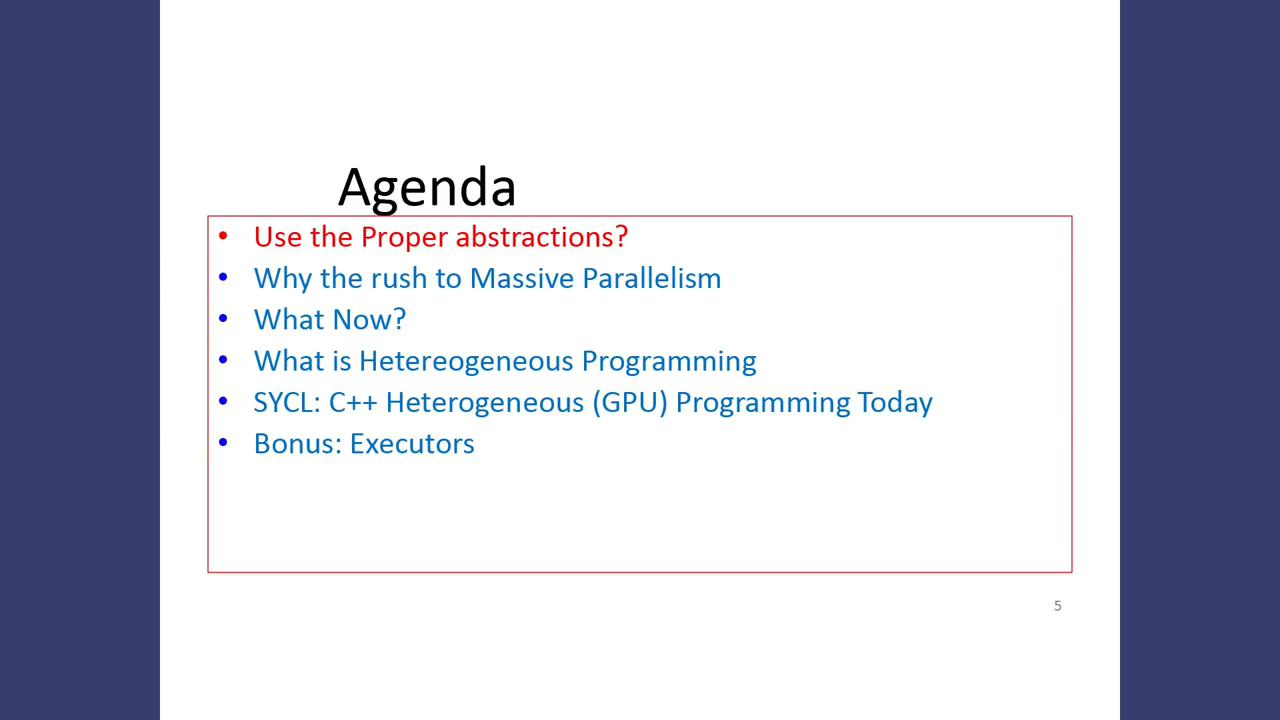 Agenda
• Use the Proper abstractions?
• Why the rush to Massive Parallelism
• What Now?
• What is Hetereogeneous Programming
• SYCL: C++ Heterogeneous (GPU) Programming Today
• Bonus: Executors
5